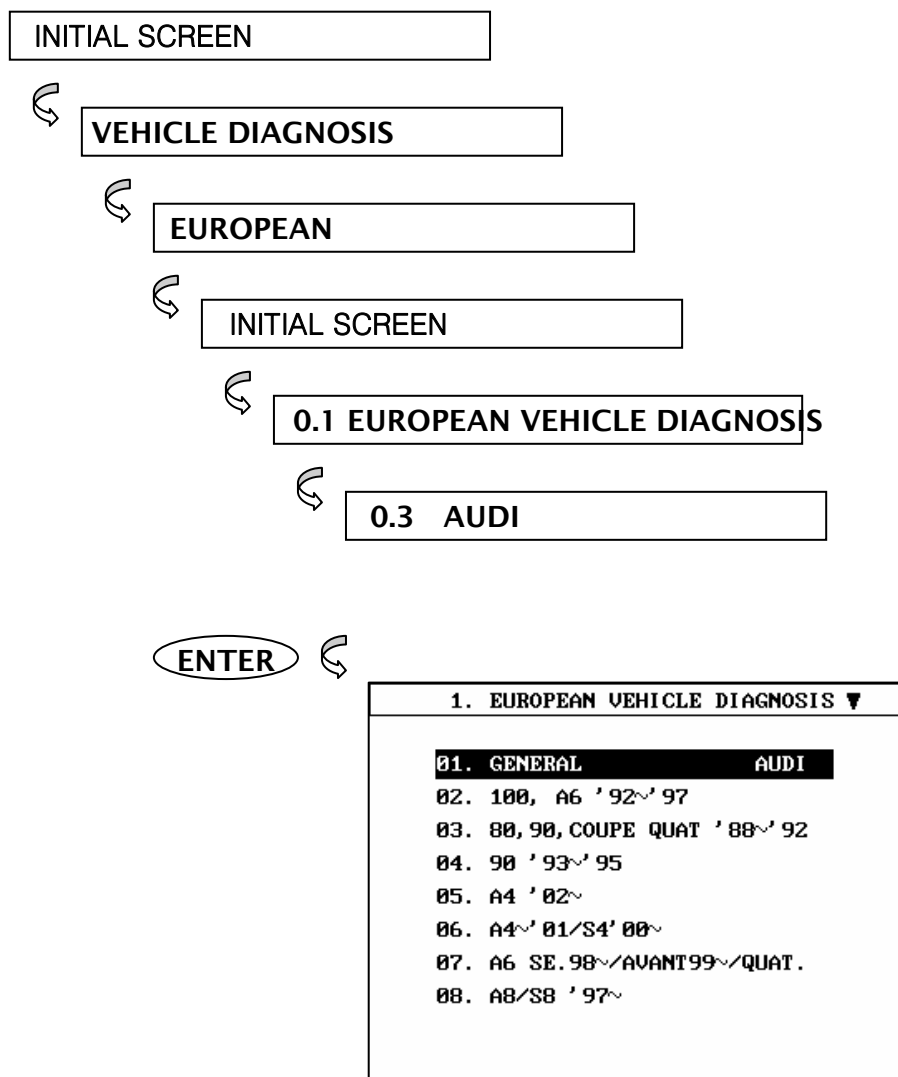 INITIAL SCREEN
VEHICLE DIAGNOSIS
EUROPEAN
INITIAL SCREEN
0.1 EUROPEAN VEHICLE DIAGNOSIS
0.3 AUDI
ENTER
1. EUROPEAN VEHICLE DIAGNOSIS ▼
01. GENERAL AUDI
02. 100, A6 '92~'97
03. 80,90,COUPE QUAT '88~'92
04. 90 '93~'95
05. A4 '02~
06. A4~'01/S4'00~
07. A6 SE.98~/AVANT99~/QUAT.
08. A8/S8 '97~